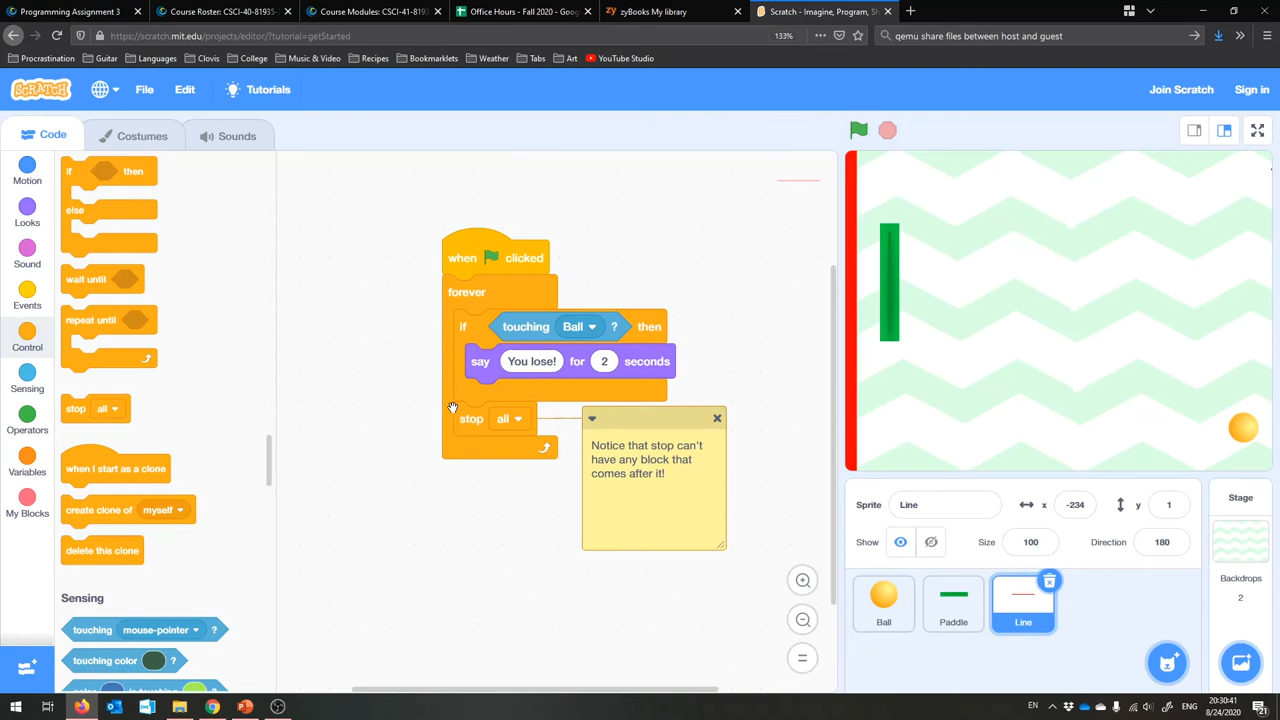 Programming Assignment 3
Course Roster: CSCI-40-81935-
Course Modules: CSCI-41-8193
Office Hours - Fall 2020 - Goog
zyBooks My library
Scratch - Imagine, Program, Sh
https://scratch.mit.edu/projects/editor/?tutorial=getStarted
133%
qemu share files between host and guest
Procrastination
Guitar
Languages
Clovis
College
Music & Video
Recipes
Bookmarklets
Weather
Tabs
Art
YouTube Studio
SCRATCH
File
Edit
Tutorials
Join Scratch
Sign in
Code
Costumes
Sounds
Motion
Looks
Sound
Events
Control
Sensing
Operators
Variables
My Blocks
if then
else
wait until
repeat until
stop all
when I start as a clone
create clone of myself
delete this clone
Sensing
touching mouse-pointer ?
touching color ?
when clicked
forever
if touching Ball ? then
say You lose! for 2 seconds
stop all
Notice that stop can't
have any block that
comes after it!
Sprite Line x -234 y 1
Show Size 100 Direction 180
Ball
Paddle
Line
Stage
Backdrops
2
EN
20:30:41
8/24/2020
21